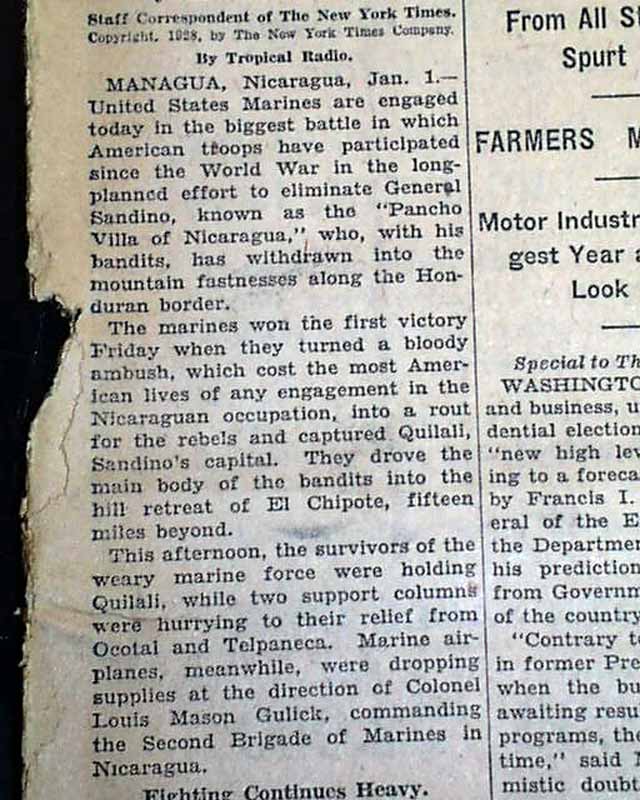 Staff Correspondent of The New York Times.
Copyright, 1928, by The New York Times Company.
By Tropical Radio.
MANAGUA, Nicaragua, Jan. 1.—
United States Marines are engaged
today in the biggest battle in which
American troops have participated
since the World War in the long-
planned effort to eliminate General
Sandino, known as the "Pancho
Villa of Nicaragua," who, with his
bandits, has withdrawn into the
mountain fastnesses along the Hon-
duran border.
The marines won the first victory
Friday when they turned a bloody
ambush, which cost the most Amer-
ican lives of any engagement in the
Nicaraguan occupation, into a rout
for the rebels and captured Quilali,
Sandino's capital. They drove the
main body of the bandits into the
hill retreat of El Chipote, fifteen
miles beyond.
This afternoon, the survivors of the
weary marine force were holding
Quilali, while two support columns
were hurrying to their relief from
Ocotal and Telpaneca. Marine air-
planes, meanwhile, were dropping
supplies at the direction of Colonel
Louis Mason Gulick, commanding
the Second Brigade of Marines in
Nicaragua.
Fighting Continues Heavy.
From All St
Spurt
FARMERS M
Motor Industr
gest Year a
Look
Special to Th
WASHINGTO
and business, u
dential election
"new high lev
ing to a foreca
by Francis I.
eral of the E
the Departmen
his prediction
from Governm
of the country
"Contrary to
in former Pre
when the bu
awaiting resul
programs, the
time," said M
mistic doubt